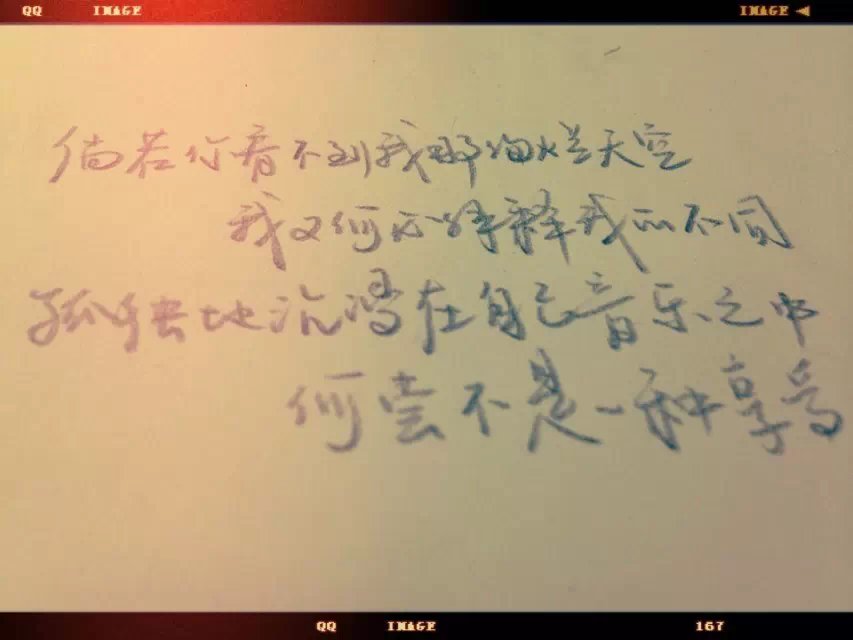 QQ IMAGE IMAGE
倘若你看不到我那绚烂天空
我又何必解释我的不同
孤独地沉溺在自己音乐之中
何尝不是一种享受
QQ IMAGE 167